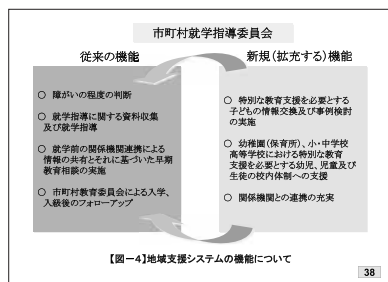 市町村就学指導委員会
従来の機能
○ 障がいの程度の判断
○ 就学指導に関する資料収集
及び就学指導
○ 就学前の関係機関連携による
情報の共有とそれに基づいた早期
教育相談の実施
○ 市町村教育委員会による入学、
入級後のフォローアップ
新規(拡充する)機能
○ 特別な教育支援を必要とする
子どもの情報交換及び事例検討
の実施
○ 幼稚園(保育所)、小・中学校
高等学校における特別な教育
支援を必要とする幼児、児童及び
生徒の校内体制への支援
○ 関係機関との連携の充実
【図－4】地域支援システムの機能について
38